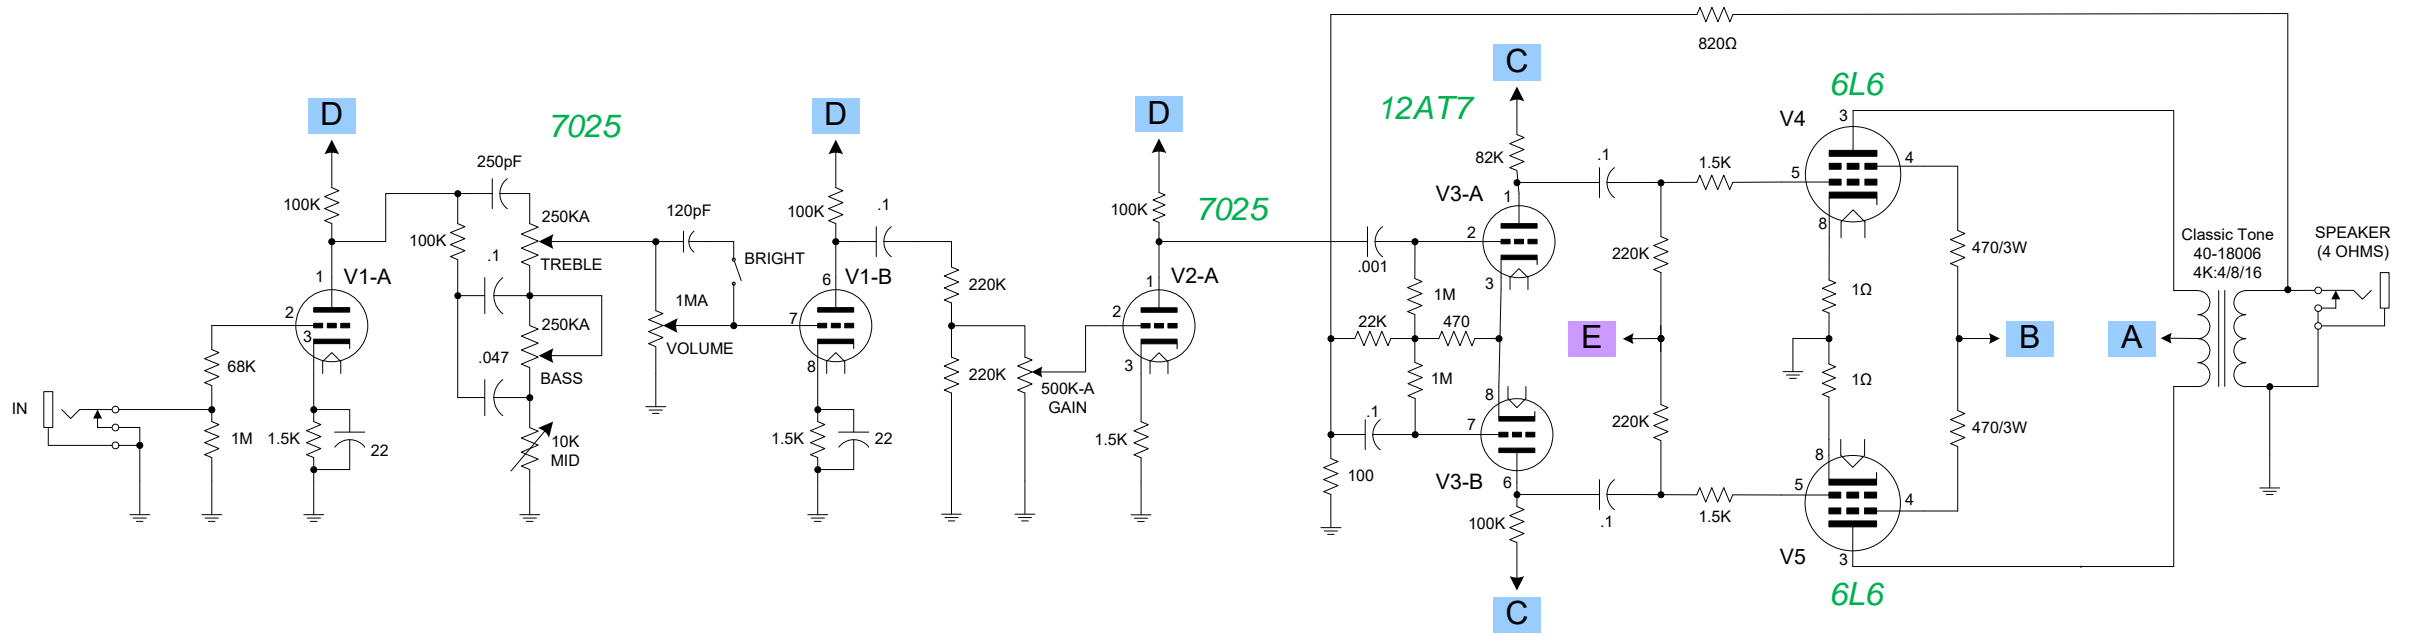 820Ω
C
6L6
12AT7
V4
3
D
7025
D
D
82K
.1
1.5K
4
5
250pF
100K
250KA
120pF
100K
.1
100K
7025
V3-A
1
8
100K
TREBLE
BRIGHT
2
220K
470/3W
Classic Tone
40-18006
4K:4/8/16
SPEAKER
(4 OHMS)
.1
.001
1
V1-A
6
V1-B
1
V2-A
3
1M
1Ω
2
3
250KA
1MA
7
220K
2
22K
470
E
B
A
.047
VOLUME
8
3
1M
1Ω
68K
BASS
220K
500K-A
GAIN
8
IN
.1
7
220K
470/3W
1M
1.5K
22
10K
MID
1.5K
22
1.5K
100
V3-B
6
8
5
4
100K
.1
1.5K
V5
3
C
6L6